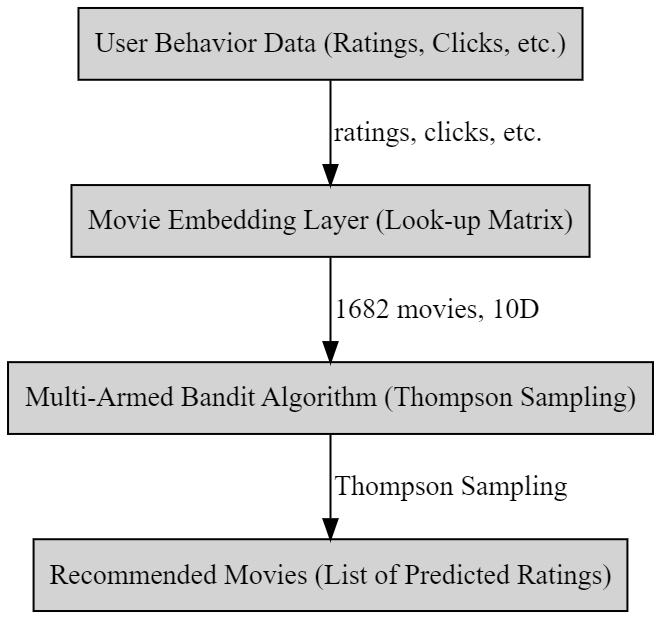 User Behavior Data (Ratings, Clicks, etc.)
ratings, clicks, etc.
Movie Embedding Layer (Look-up Matrix)
1682 movies, 10D
Multi-Armed Bandit Algorithm (Thompson Sampling)
Thompson Sampling
Recommended Movies (List of Predicted Ratings)